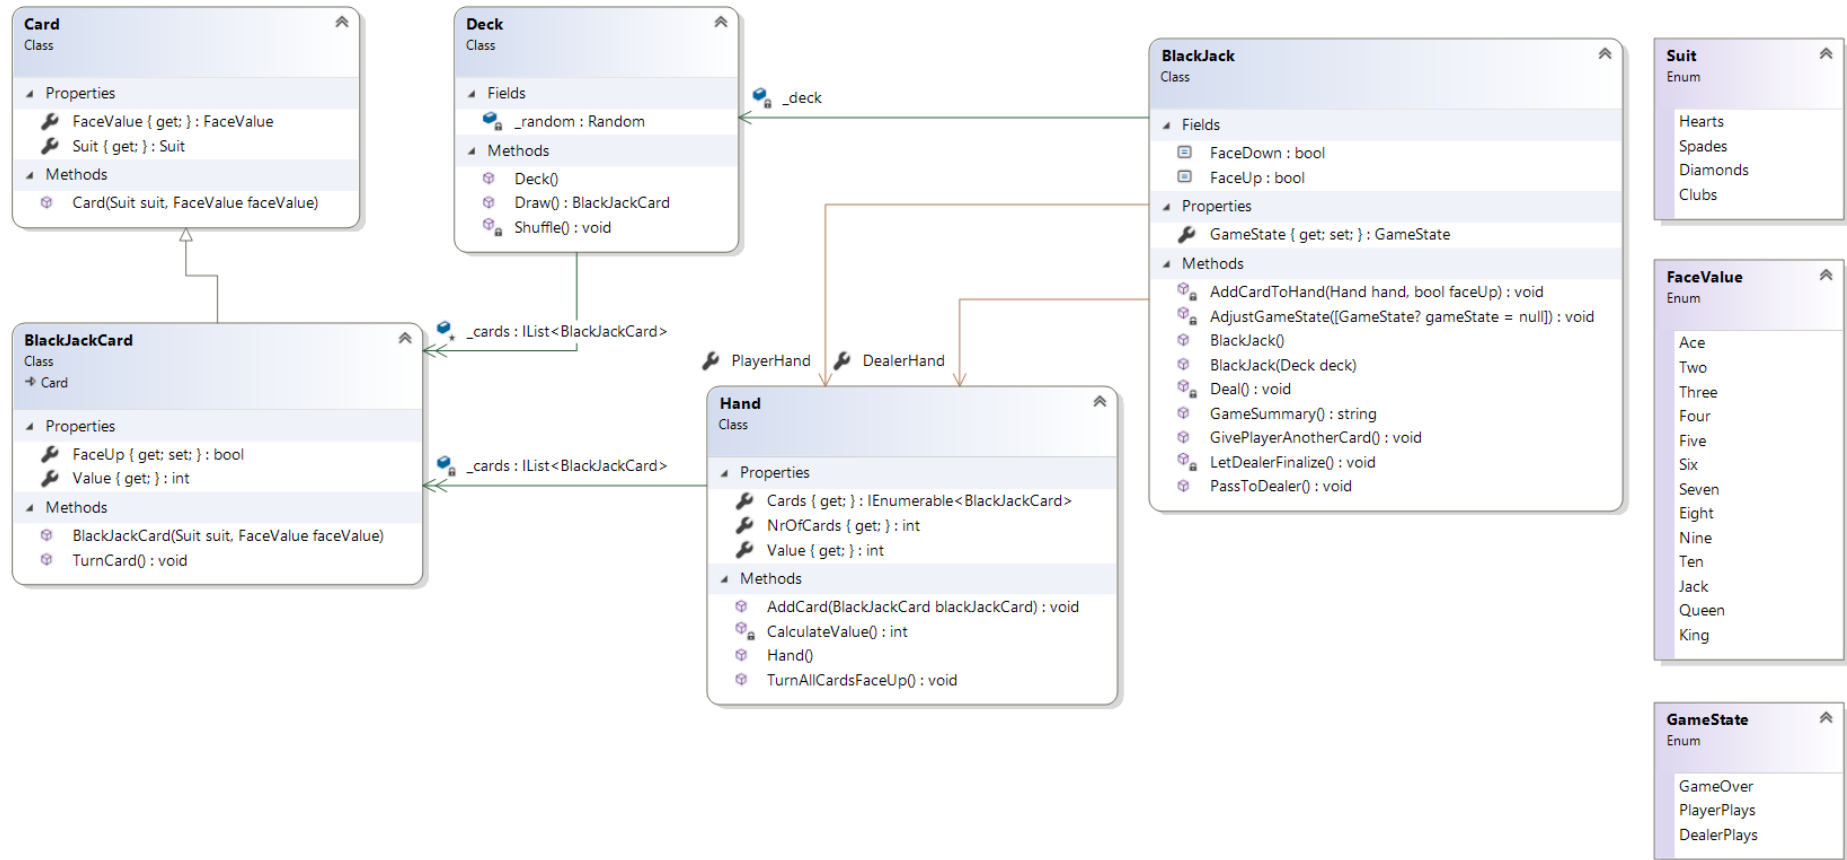 Card
Class
Properties
FaceValue { get; } : FaceValue
Suit { get; } : Suit
Methods
Card(Suit suit, FaceValue faceValue)
Deck
Class
Fields
_random : Random
Methods
Deck()
Draw() : BlackJackCard
Shuffle() : void
_deck
BlackJack
Class
Fields
FaceDown : bool
FaceUp : bool
Properties
GameState { get; set; } : GameState
Methods
AddCardToHand(Hand hand, bool faceUp) : void
AdjustGameState([GameState? gameState = null]) : void
BlackJack()
BlackJack(Deck deck)
Deal() : void
GameSummary() : string
GivePlayerAnotherCard() : void
LetDealerFinalize() : void
PassToDealer() : void
Suit
Enum
Hearts
Spades
Diamonds
Clubs
FaceValue
Enum
Ace
Two
Three
Four
Five
Six
Seven
Eight
Nine
Ten
Jack
Queen
King
BlackJackCard
Class
Card
Properties
FaceUp { get; set; } : bool
Value { get; } : int
Methods
BlackJackCard(Suit suit, FaceValue faceValue)
TurnCard() : void
_cards : IList<BlackJackCard>
_cards : IList<BlackJackCard>
PlayerHand
DealerHand
Hand
Class
Properties
Cards { get; } : IEnumerable<BlackJackCard>
NrOfCards { get; } : int
Value { get; } : int
Methods
AddCard(BlackJackCard blackJackCard) : void
CalculateValue() : int
Hand()
TurnAllCardsFaceUp() : void
GameState
Enum
GameOver
PlayerPlays
DealerPlays